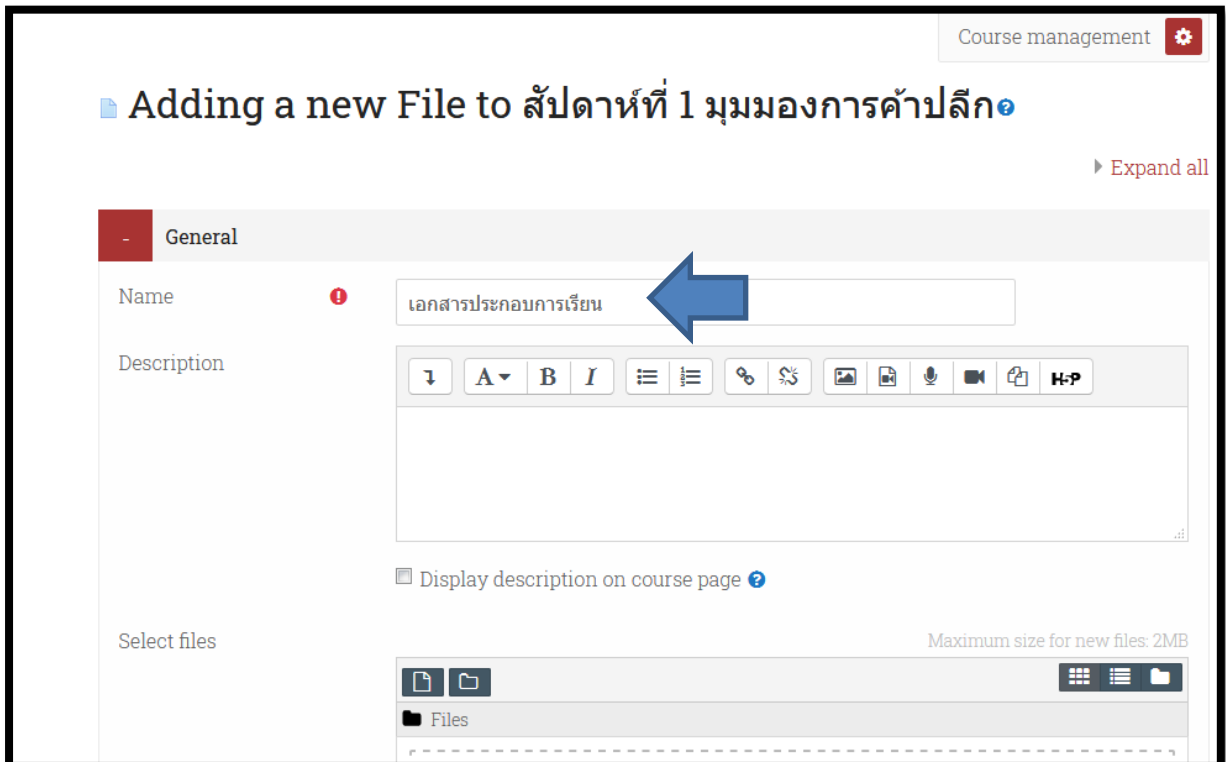 Course management
Adding a new File to สัปดาห์ที่ 1 มุมมองการค้าปลีก
Expand all
- General
Name
เอกสารประกอบการเรียน
Description
A B I H-P
Display description on course page
Select files
Maximum size for new files: 2MB
Files